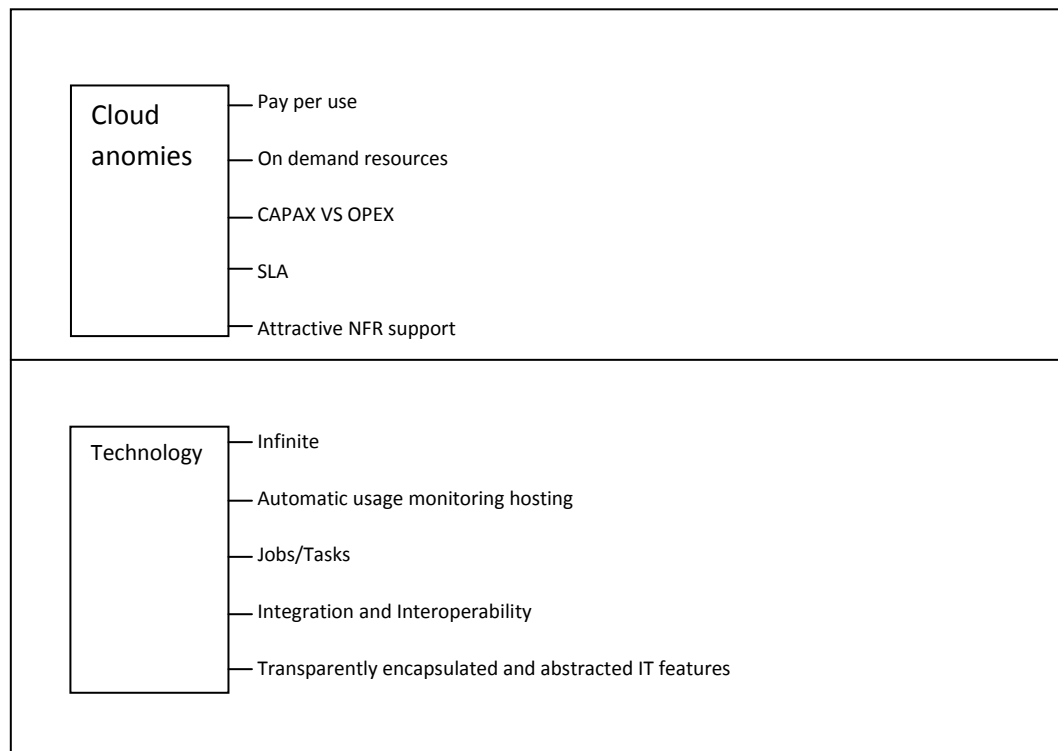 Cloud
anomies
Pay per use
On demand resources
CAPAX VS OPEX
SLA
Attractive NFR support
Technology
Infinite
Automatic usage monitoring hosting
Jobs/Tasks
Integration and Interoperability
Transparently encapsulated and abstracted IT features